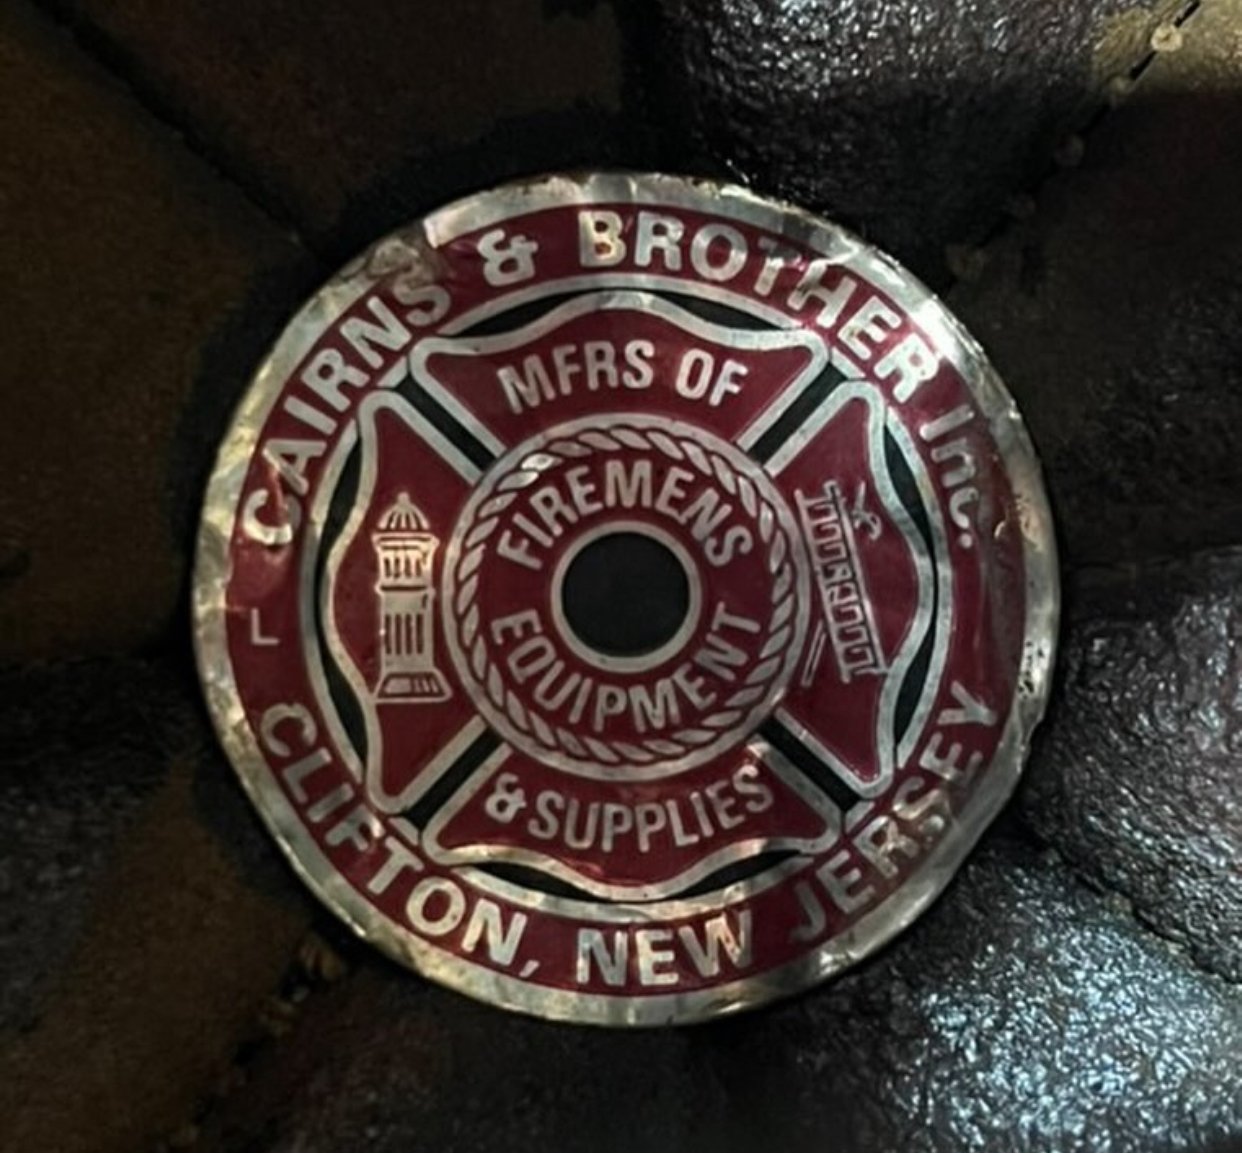 CAIRNS & BROTHER Inc.
MFRS OF
FIREMENS
EQUIPMENT
& SUPPLIES
L
CLIFTON, NEW JERSEY